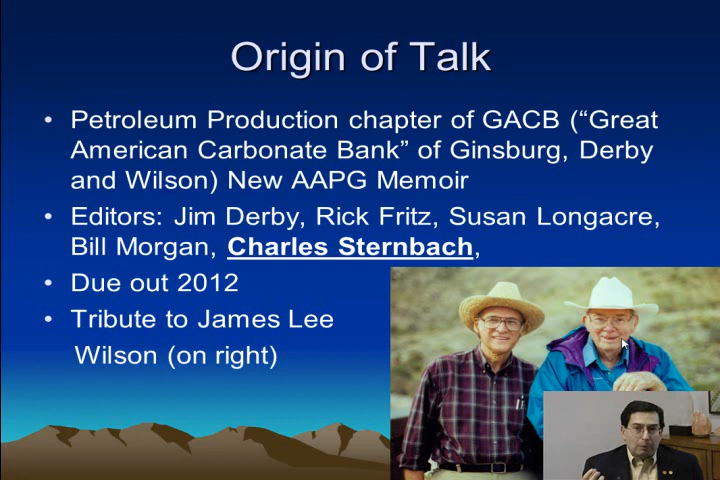 Origin of Talk
• Petroleum Production chapter of GACB (“Great
American Carbonate Bank” of Ginsburg, Derby
and Wilson) New AAPG Memoir
• Editors: Jim Derby, Rick Fritz, Susan Longacre,
Bill Morgan, Charles Sternbach,
• Due out 2012
• Tribute to James Lee
Wilson (on right)